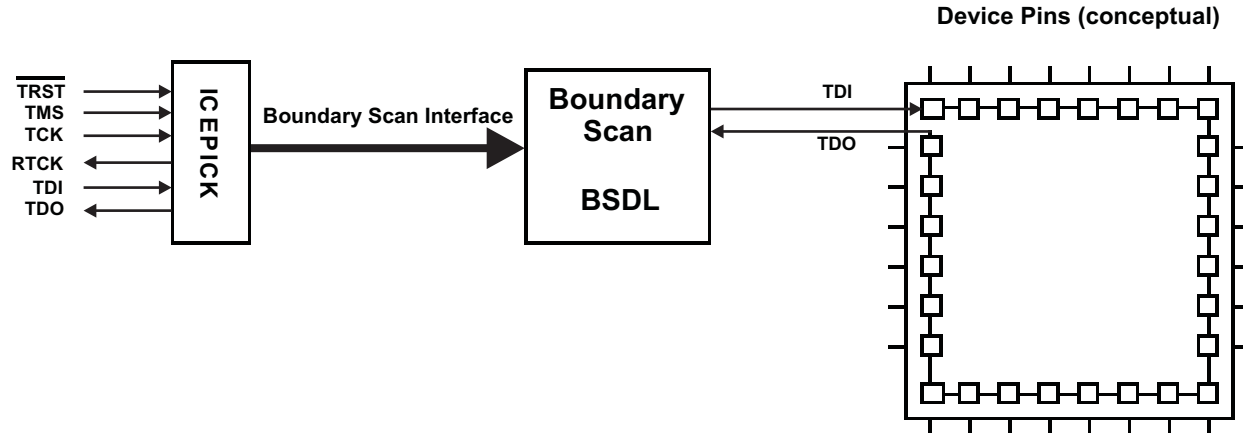 Device Pins (conceptual)
TRST
TMS
TCK
RTCK
TDI
TDO
ICEPICK
Boundary Scan Interface
Boundary
Scan
BSDL
TDI
TDO